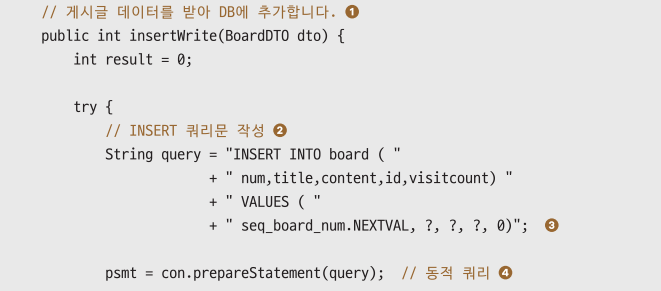 // 게시글 데이터를 받아 DB에 추가합니다. ❶
public int insertWrite(BoardDTO dto) {
int result = 0;
try {
// INSERT 쿼리문 작성 ❷
String query = "INSERT INTO board ( "
+ " num,title,content,id,visitcount) "
+ " VALUES ( "
+ " seq_board_num.NEXTVAL, ?, ?, ?, 0)"; ❸
psmt = con.prepareStatement(query); // 동적 쿼리 ❹